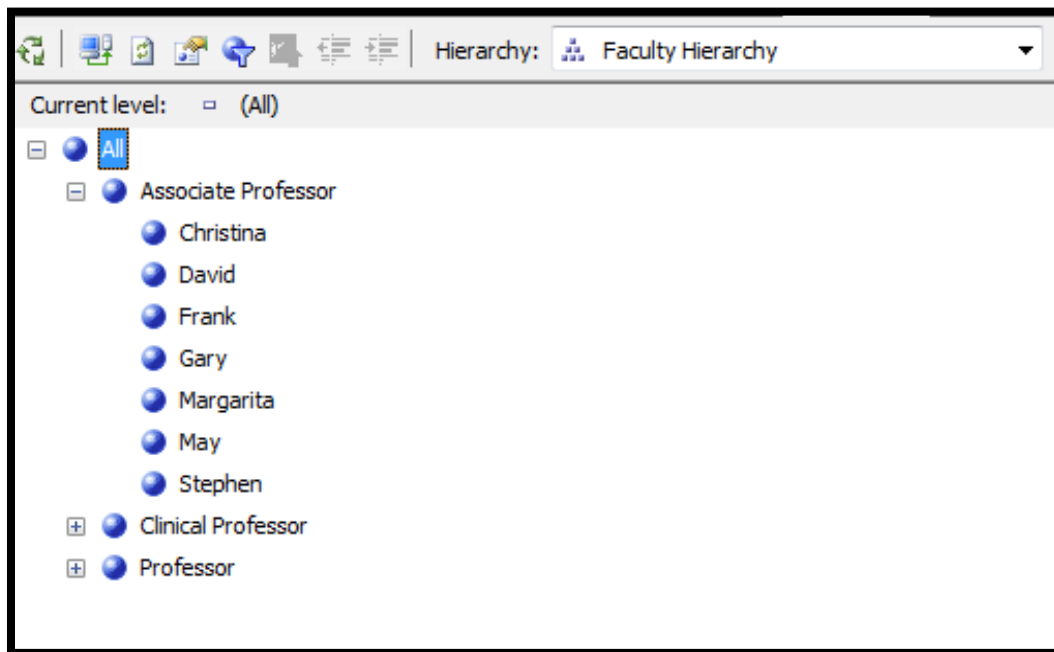 Hierarchy: Faculty Hierarchy
Current level: (All)
All
Associate Professor
Christina
David
Frank
Gary
Margarita
May
Stephen
Clinical Professor
Professor